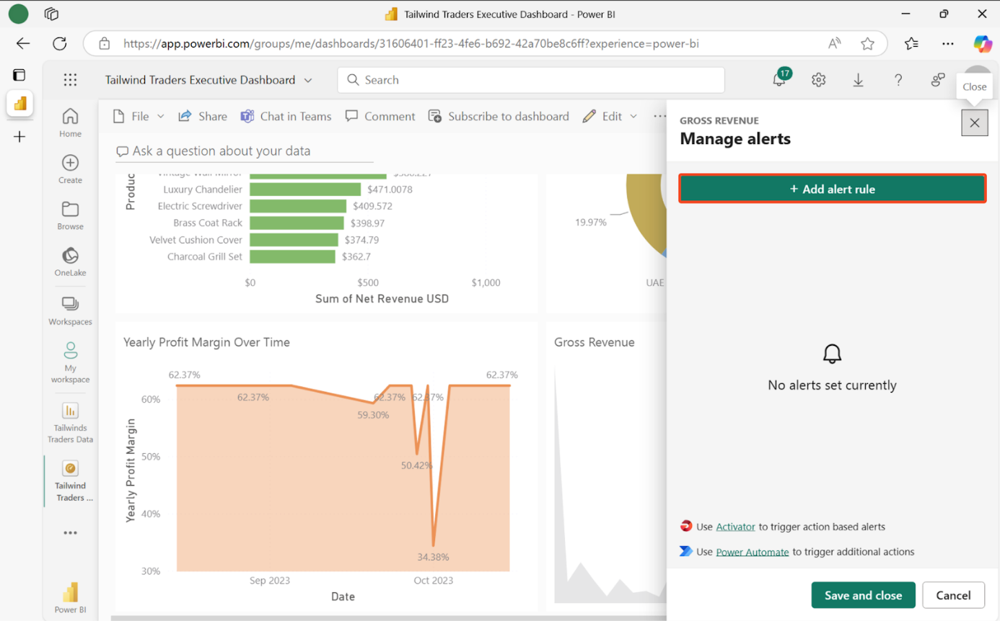 Tailwind Traders Executive Dashboard - Power BI
https://app.powerbi.com/groups/me/dashboards/31606401-ff23-4fe6-b692-42a70be8c6ff?experience=power-bi
Tailwind Traders Executive Dashboard
Search
17
Close
Home
Create
Browse
OneLake
Workspaces
My
workspace
Tailwinds
Traders Data
Tailwind
Traders ...
Power BI
File
Share
Chat in Teams
Comment
Subscribe to dashboard
Edit
Ask a question about your data
Vintage Wall Mirror
Luxury Chandelier $471.0078
Electric Screwdriver $409.572
Brass Coat Rack $398.97
Velvet Cushion Cover $374.79
Charcoal Grill Set $362.7
$0 $500 $1,000
Sum of Net Revenue USD
19.97%
UAE
Yearly Profit Margin Over Time
Yearly Profit Margin
62.37% 62.37%
60% 62.37% 62.37% 62.37%
59.30%
50%
50.42%
40%
34.38%
30%
Sep 2023 Oct 2023
Date
Gross Revenue
GROSS REVENUE
Manage alerts
+ Add alert rule
No alerts set currently
Use Activator to trigger action based alerts
Use Power Automate to trigger additional actions
Save and close
Cancel